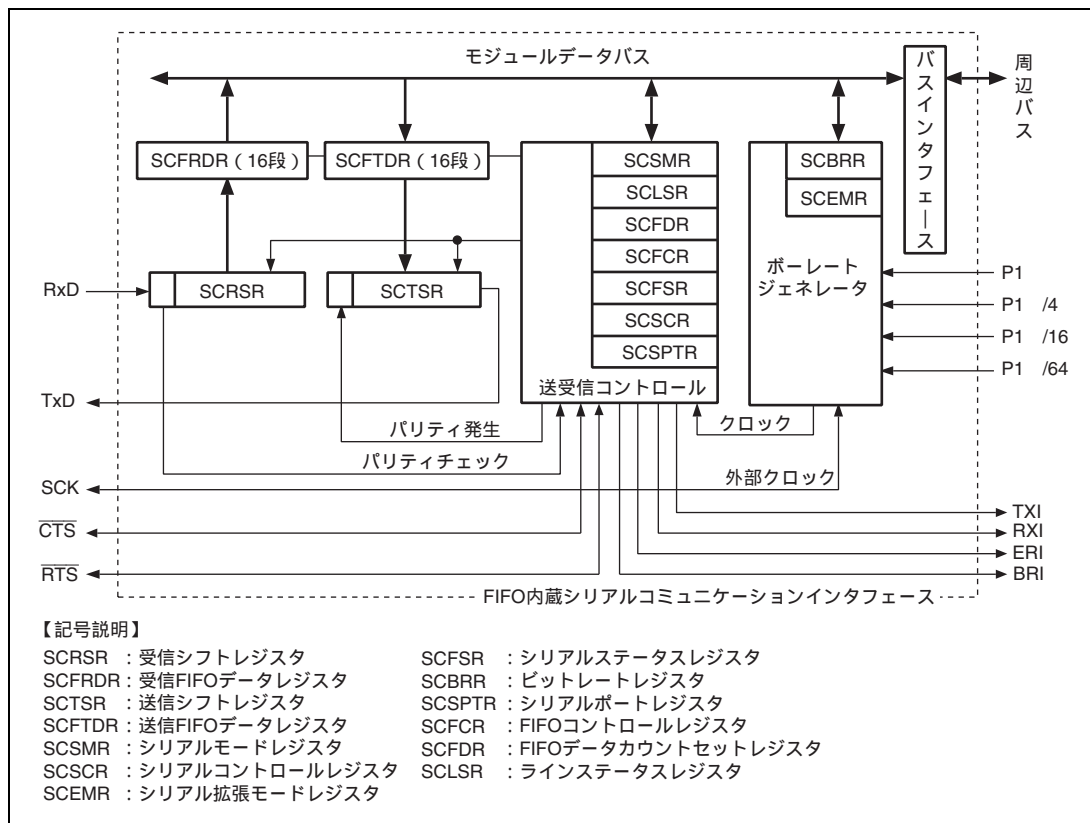 モジュールデータバス
バスインタフェース
周辺バス
SCFRDR（16段）
SCFTDR（16段）
SCSMR
SCLSR
SCFDR
SCFCR
SCFSR
SCSCR
SCSPTR
送受信コントロール
SCBRR
SCEMR
ボーレート
ジェネレータ
RxD
SCRSR
SCTSR
P1
P1 /4
P1 /16
P1 /64
TxD
パリティ発生
パリティチェック
クロック
外部クロック
SCK
CTS
RTS
TXI
RXI
ERI
BRI
FIFO内蔵シリアルコミュニケーションインタフェース
【記号説明】
SCRSR ：受信シフトレジスタ
SCFRDR：受信FIFOデータレジスタ
SCTSR ：送信シフトレジスタ
SCFTDR：送信FIFOデータレジスタ
SCSMR ：シリアルモードレジスタ
SCSCR ：シリアルコントロールレジスタ
SCEMR ：シリアル拡張モードレジスタ
SCFSR ：シリアルステータスレジスタ
SCBRR ：ビットレートレジスタ
SCSPTR ：シリアルポートレジスタ
SCFCR ：FIFOコントロールレジスタ
SCFDR ：FIFOデータカウントセットレジスタ
SCLSR ：ラインステータスレジスタ